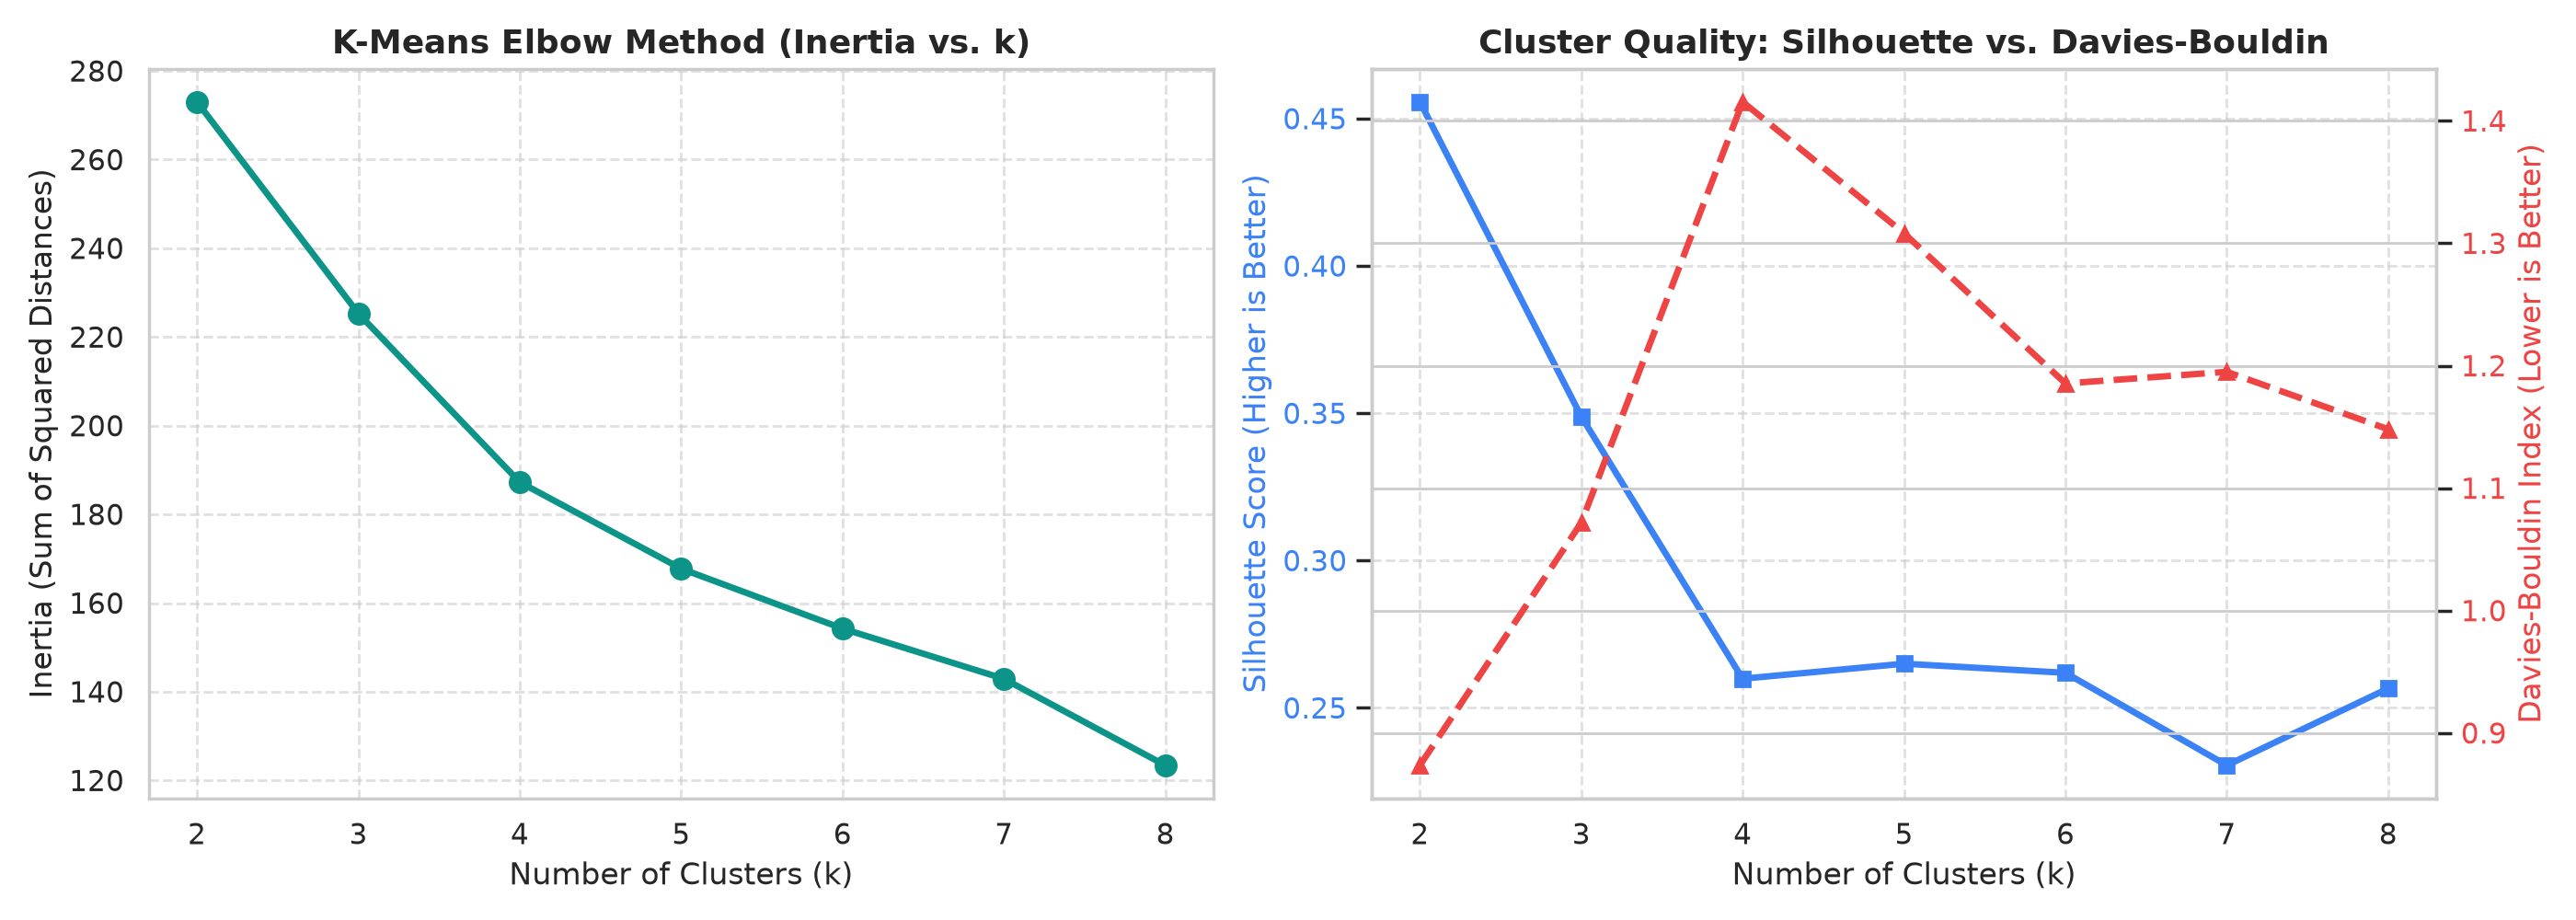 K-Means Elbow Method (Inertia vs. k)
Inertia (Sum of Squared Distances)
280
260
240
220
200
180
160
140
120
2 3 4 5 6 7 8
Number of Clusters (k)
Cluster Quality: Silhouette vs. Davies-Bouldin
Silhouette Score (Higher is Better)
0.45
0.40
0.35
0.30
0.25
2 3 4 5 6 7 8
Number of Clusters (k)
1.4
1.3
1.2
1.1
1.0
0.9
Davies-Bouldin Index (Lower is Better)